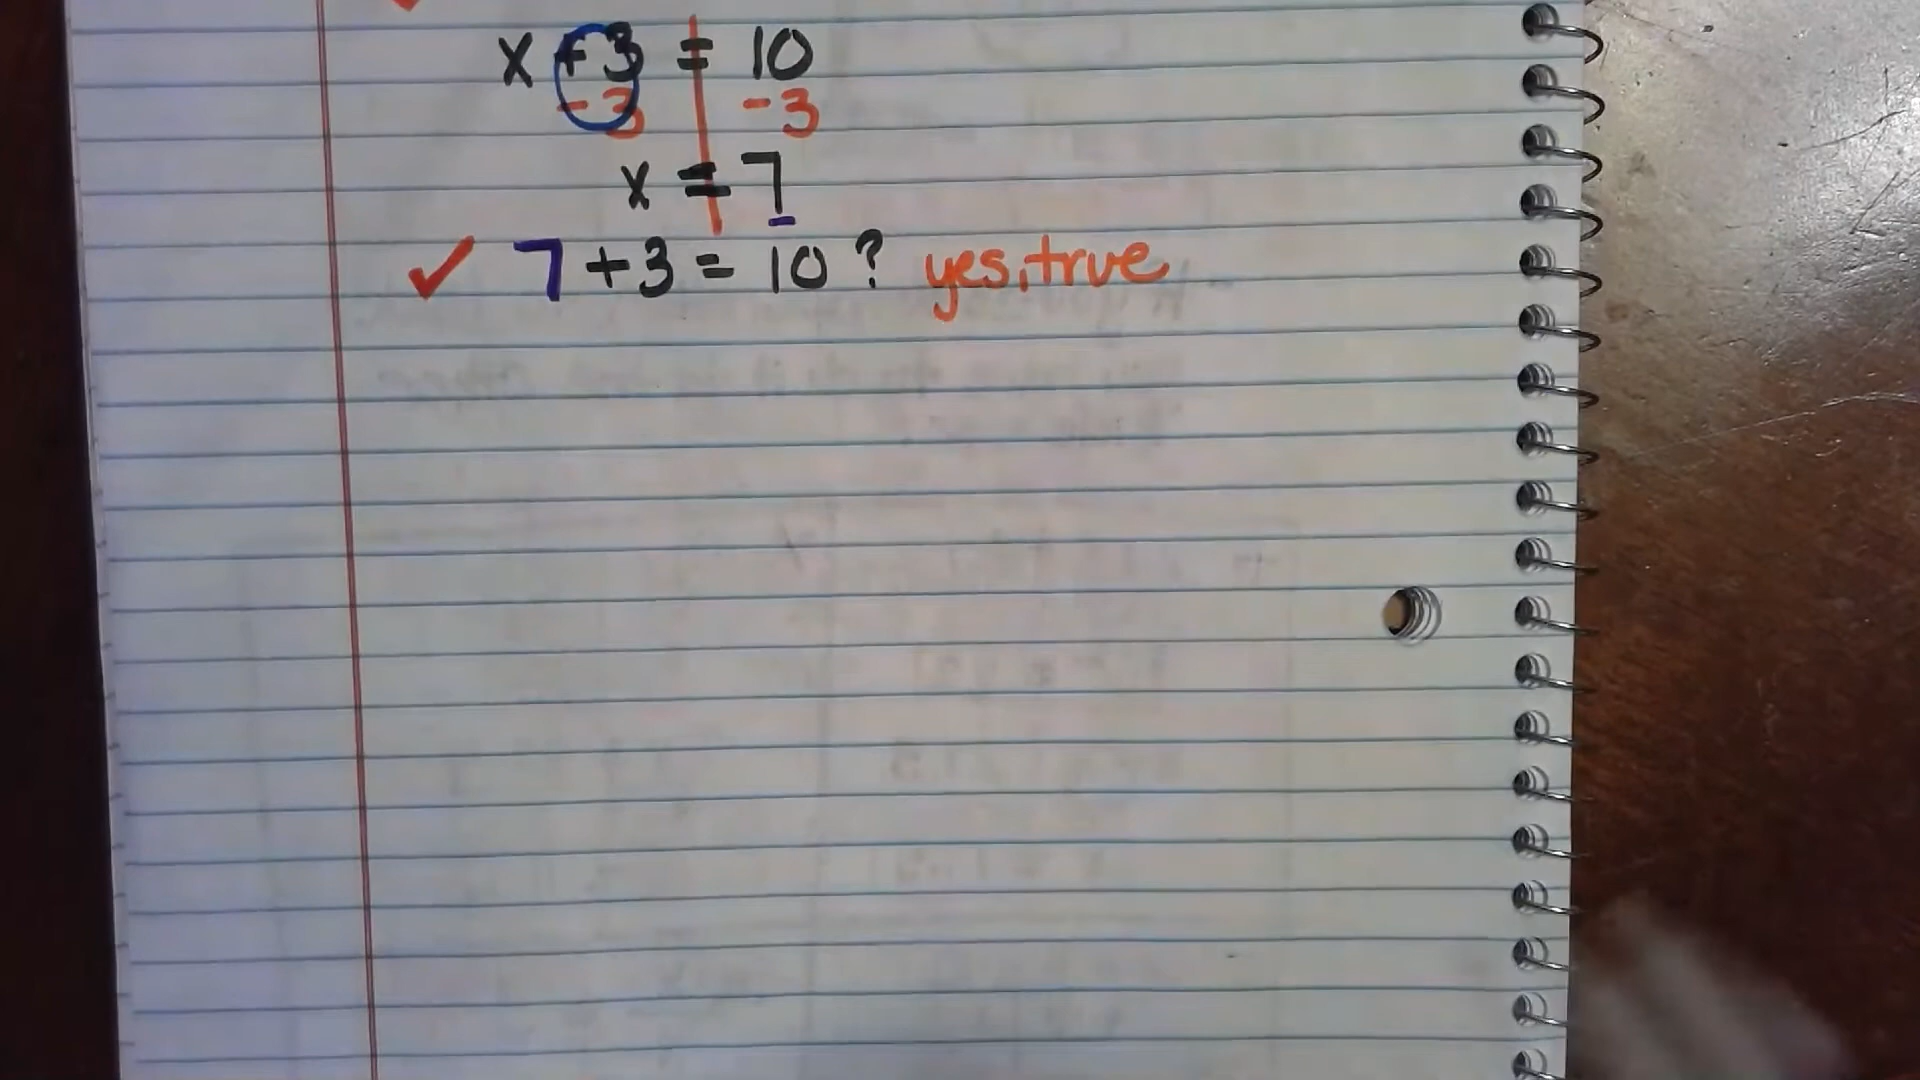 x + 3 = 10
- 3 - 3
x = 7
✓ 7 + 3 = 10 ? yes, true